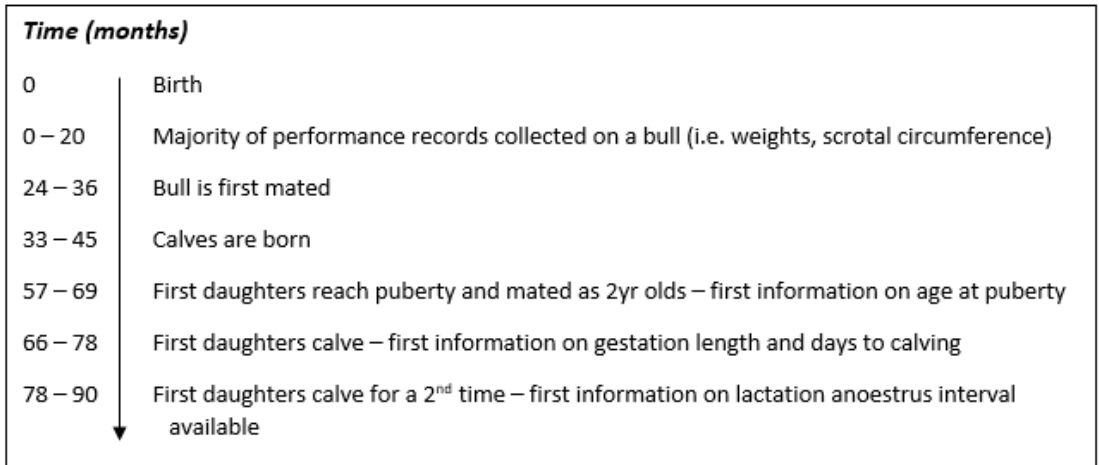 Time (months)
0 Birth
0 – 20 Majority of performance records collected on a bull (i.e. weights, scrotal circumference)
24 – 36 Bull is first mated
33 – 45 Calves are born
57 – 69 First daughters reach puberty and mated as 2yr olds – first information on age at puberty
66 – 78 First daughters calve – first information on gestation length and days to calving
78 – 90 First daughters calve for a 2nd time – first information on lactation anoestrus interval
available